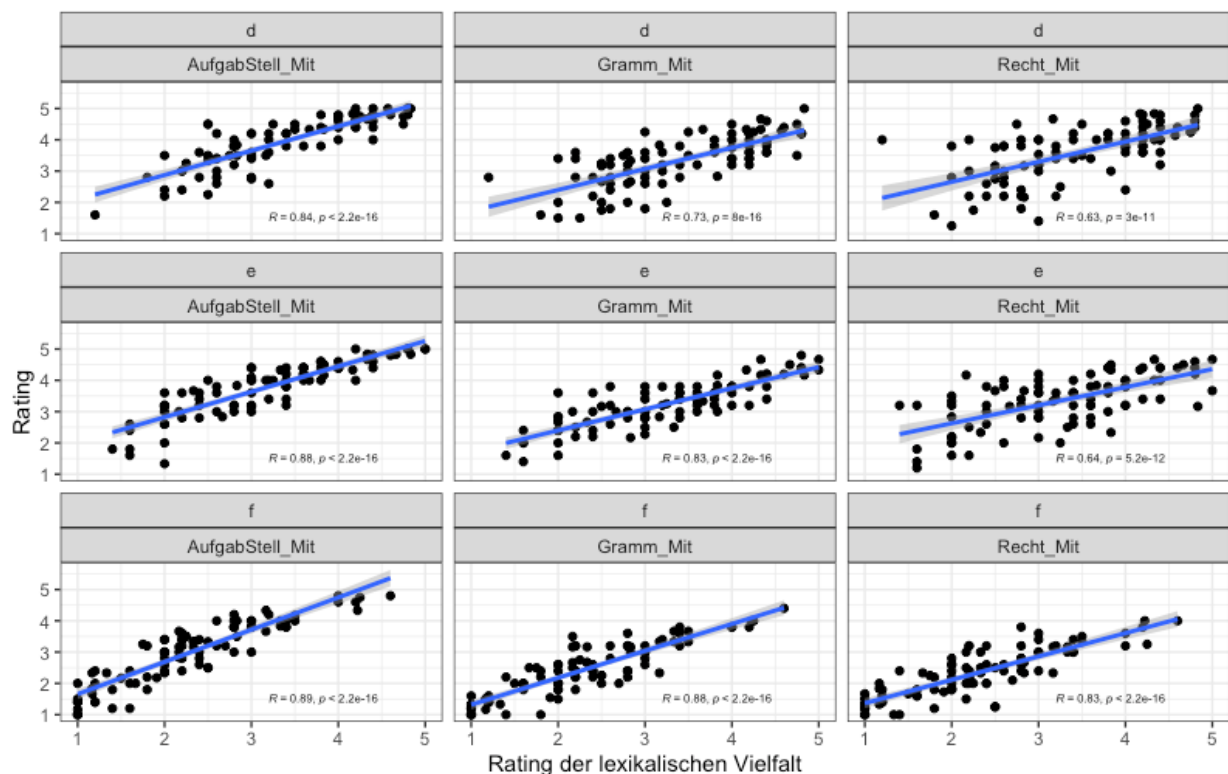 d d d
AufgabStell_Mit Gramm_Mit Recht_Mit
5
4
3
2
1
R = 0.84, p < 2.2e-16 R = 0.73, p = 8e-16 R = 0.63, p = 3e-11
e e e
AufgabStell_Mit Gramm_Mit Recht_Mit
Rating
5
4
3
2
1
R = 0.88, p < 2.2e-16 R = 0.83, p < 2.2e-16 R = 0.64, p = 5.2e-12
f f f
AufgabStell_Mit Gramm_Mit Recht_Mit
5
4
3
2
1
R = 0.89, p < 2.2e-16 R = 0.88, p < 2.2e-16 R = 0.83, p < 2.2e-16
1 2 3 4 5 1 2 3 4 5 1 2 3 4 5
Rating der lexikalischen Vielfalt